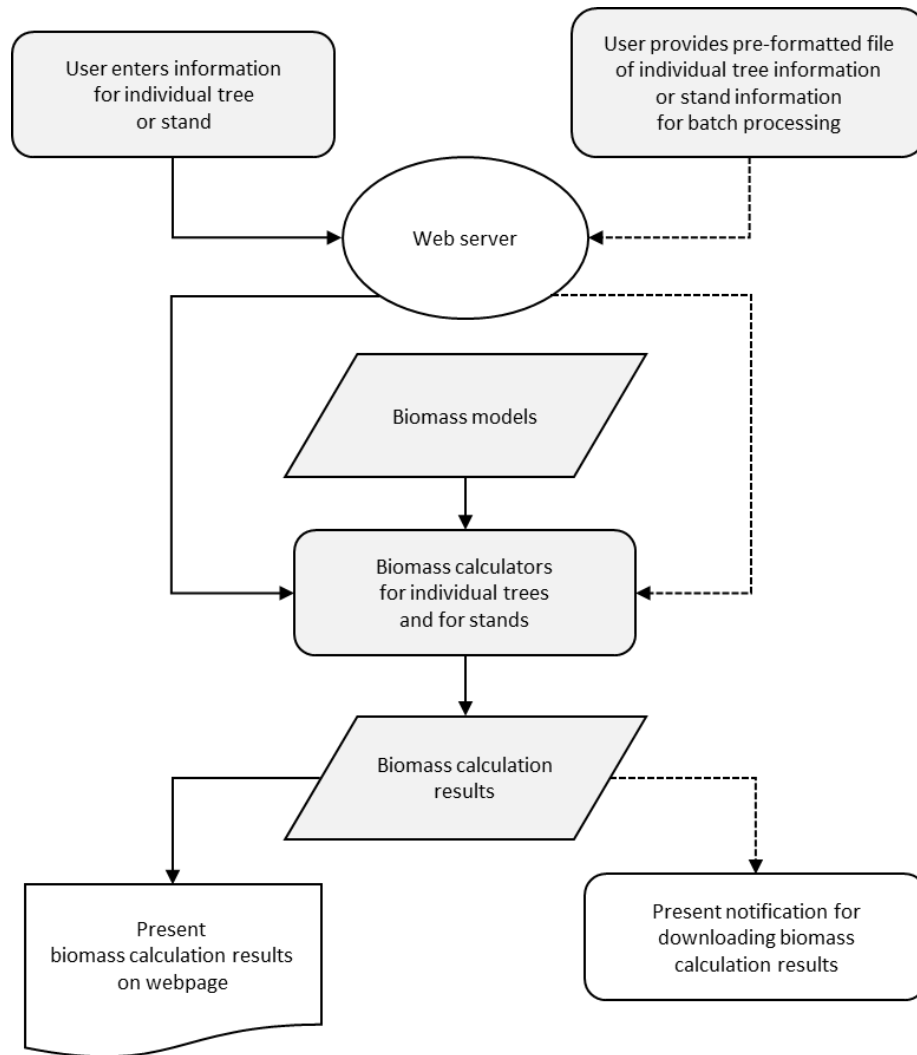 User enters information
for individual tree
or stand
User provides pre-formatted file
of individual tree information
or stand information
for batch processing
Web server
Biomass models
Biomass calculators
for individual trees
and for stands
Biomass calculation
results
Present
biomass calculation results
on webpage
Present notification for
downloading biomass
calculation results